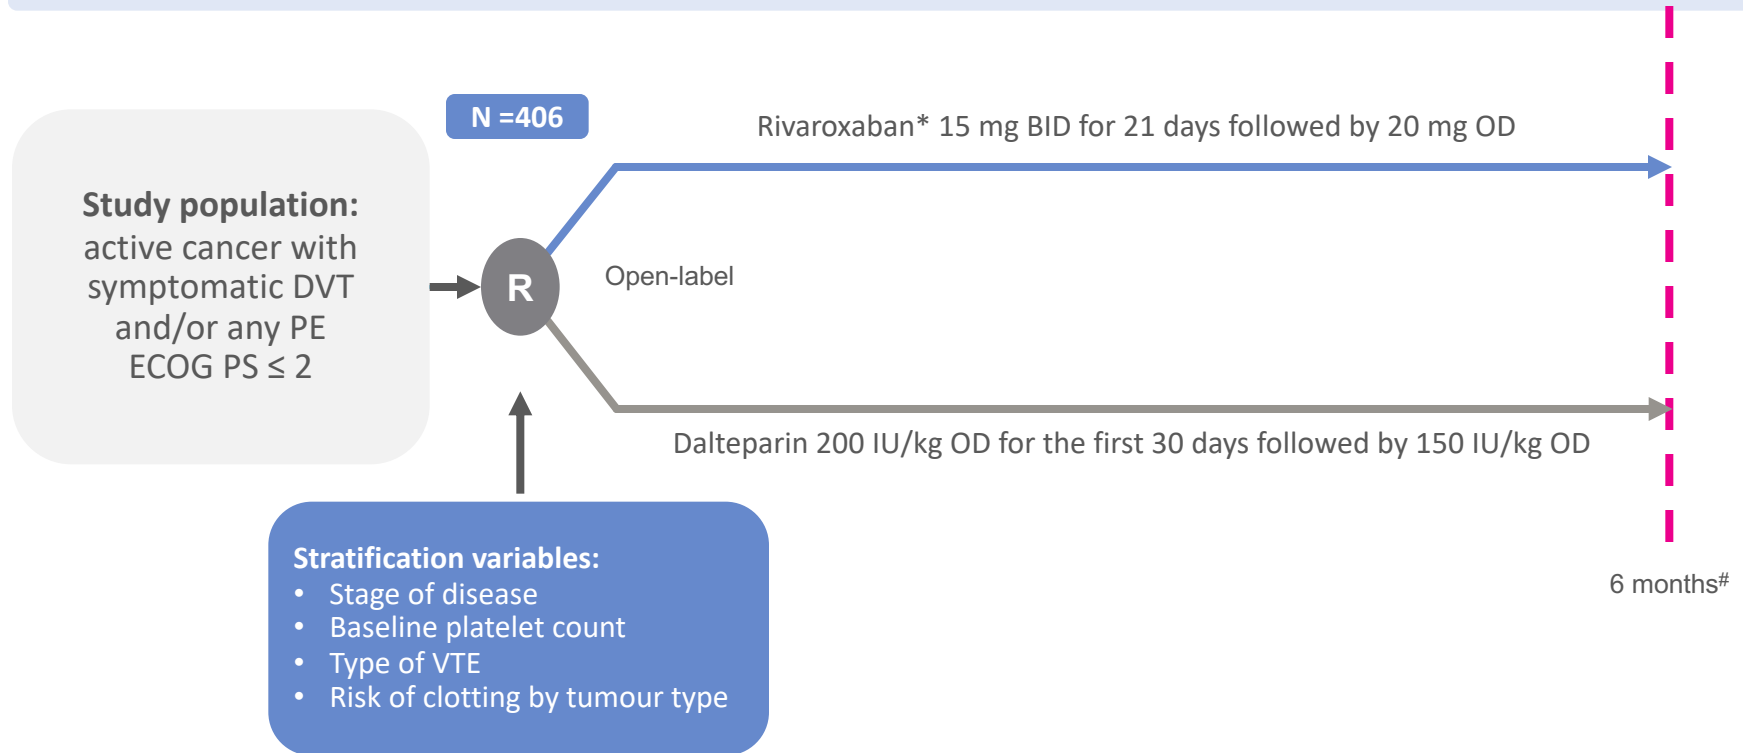 N =406
Rivaroxaban* 15 mg BID for 21 days followed by 20 mg OD
Study population:
active cancer with
symptomatic DVT
and/or any PE
ECOG PS ≤ 2
R
Open-label
Dalteparin 200 IU/kg OD for the first 30 days followed by 150 IU/kg OD
Stratification variables:
• Stage of disease
• Baseline platelet count
• Type of VTE
• Risk of clotting by tumour type
6 months#